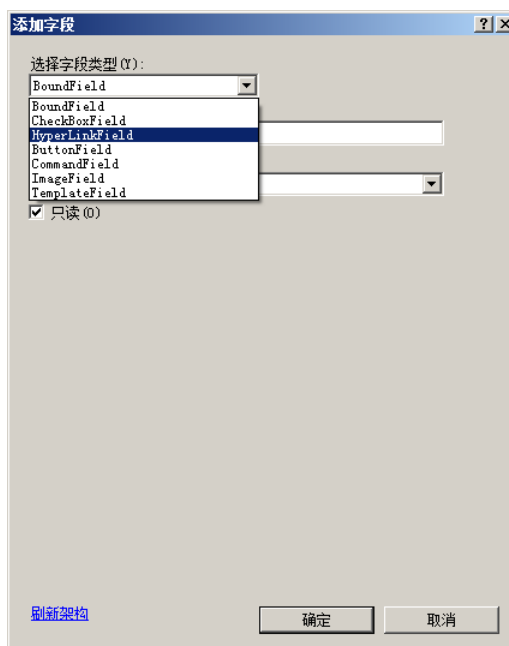 添加字段
选择字段类型(Y):
BoundField
BoundField
CheckBoxField
HyperLinkField
ButtonField
CommandField
ImageField
TemplateField
只读(O)
刷新架构
确定
取消